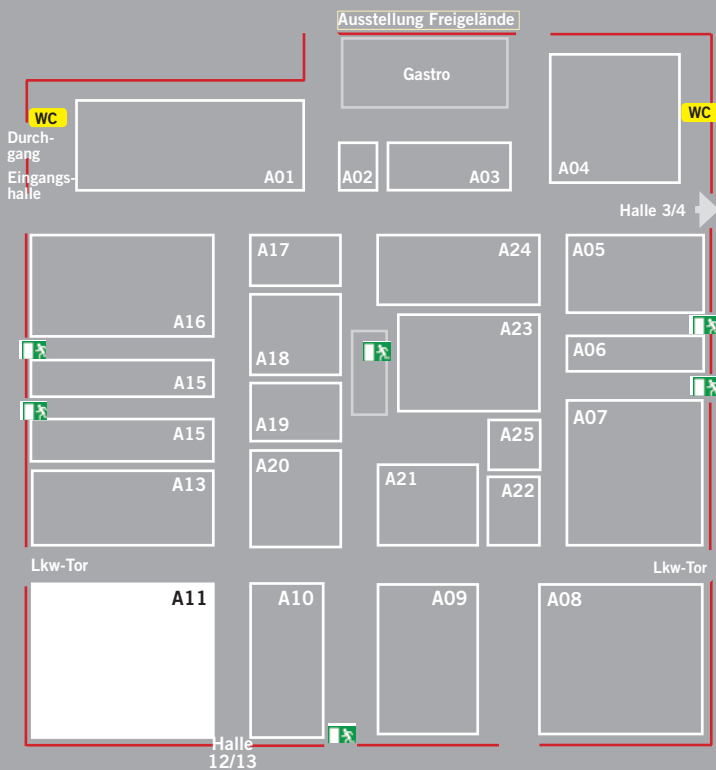 Ausstellung Freigelände
Gastro
WC
WC
Durch-
gang
Eingangs-
halle
A01
A02
A03
A04
Halle 3/4
A17
A24
A05
A16
A18
A23
A06
A15
A19
A25
A07
A15
A20
A21
A22
A13
Lkw-Tor
Lkw-Tor
A11
A10
A09
A08
Halle
12/13